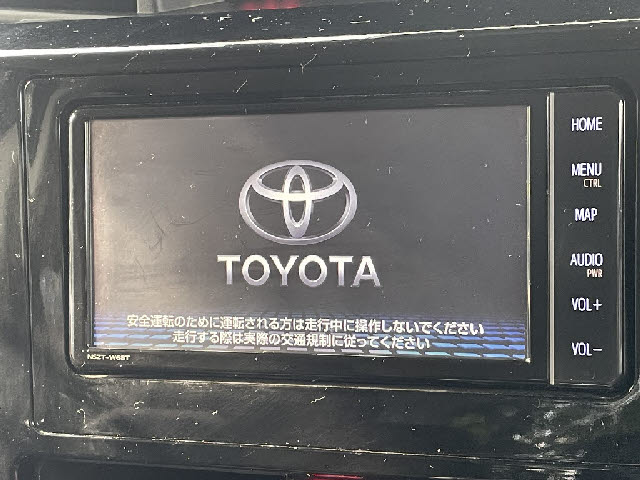 TOYOTA
安全運転のために運転される方は走行中に操作しないでください
走行する際は実際の交通規制に従ってください
NSZT-W68T
HOME
MENU
CTRL
MAP
AUDIO
PWR
VOL+
VOL-